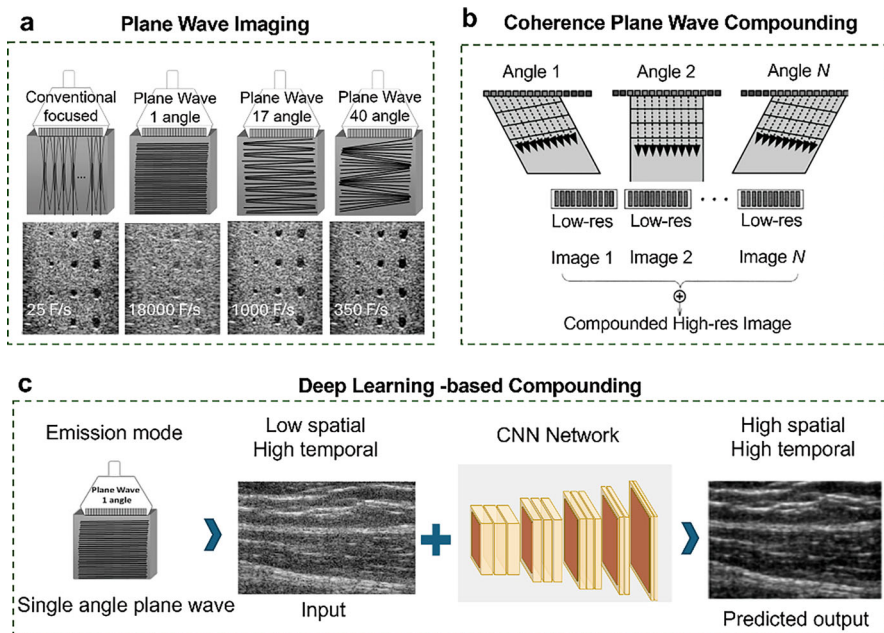 a
Plane Wave Imaging
Conventional
focused
Plane Wave
1 angle
Plane Wave
17 angle
Plane Wave
40 angle
...
25 F/s
18000 F/s
1000 F/s
350 F/s
b
Coherence Plane Wave Compounding
Angle 1
Angle 2
Angle N
Low-res
Low-res
. . .
Low-res
Image 1
Image 2
Image N
Compounded High-res Image
c
Deep Learning -based Compounding
Emission mode
Plane Wave
1 angle
Single angle plane wave
Low spatial
High temporal
Input
CNN Network
High spatial
High temporal
Predicted output